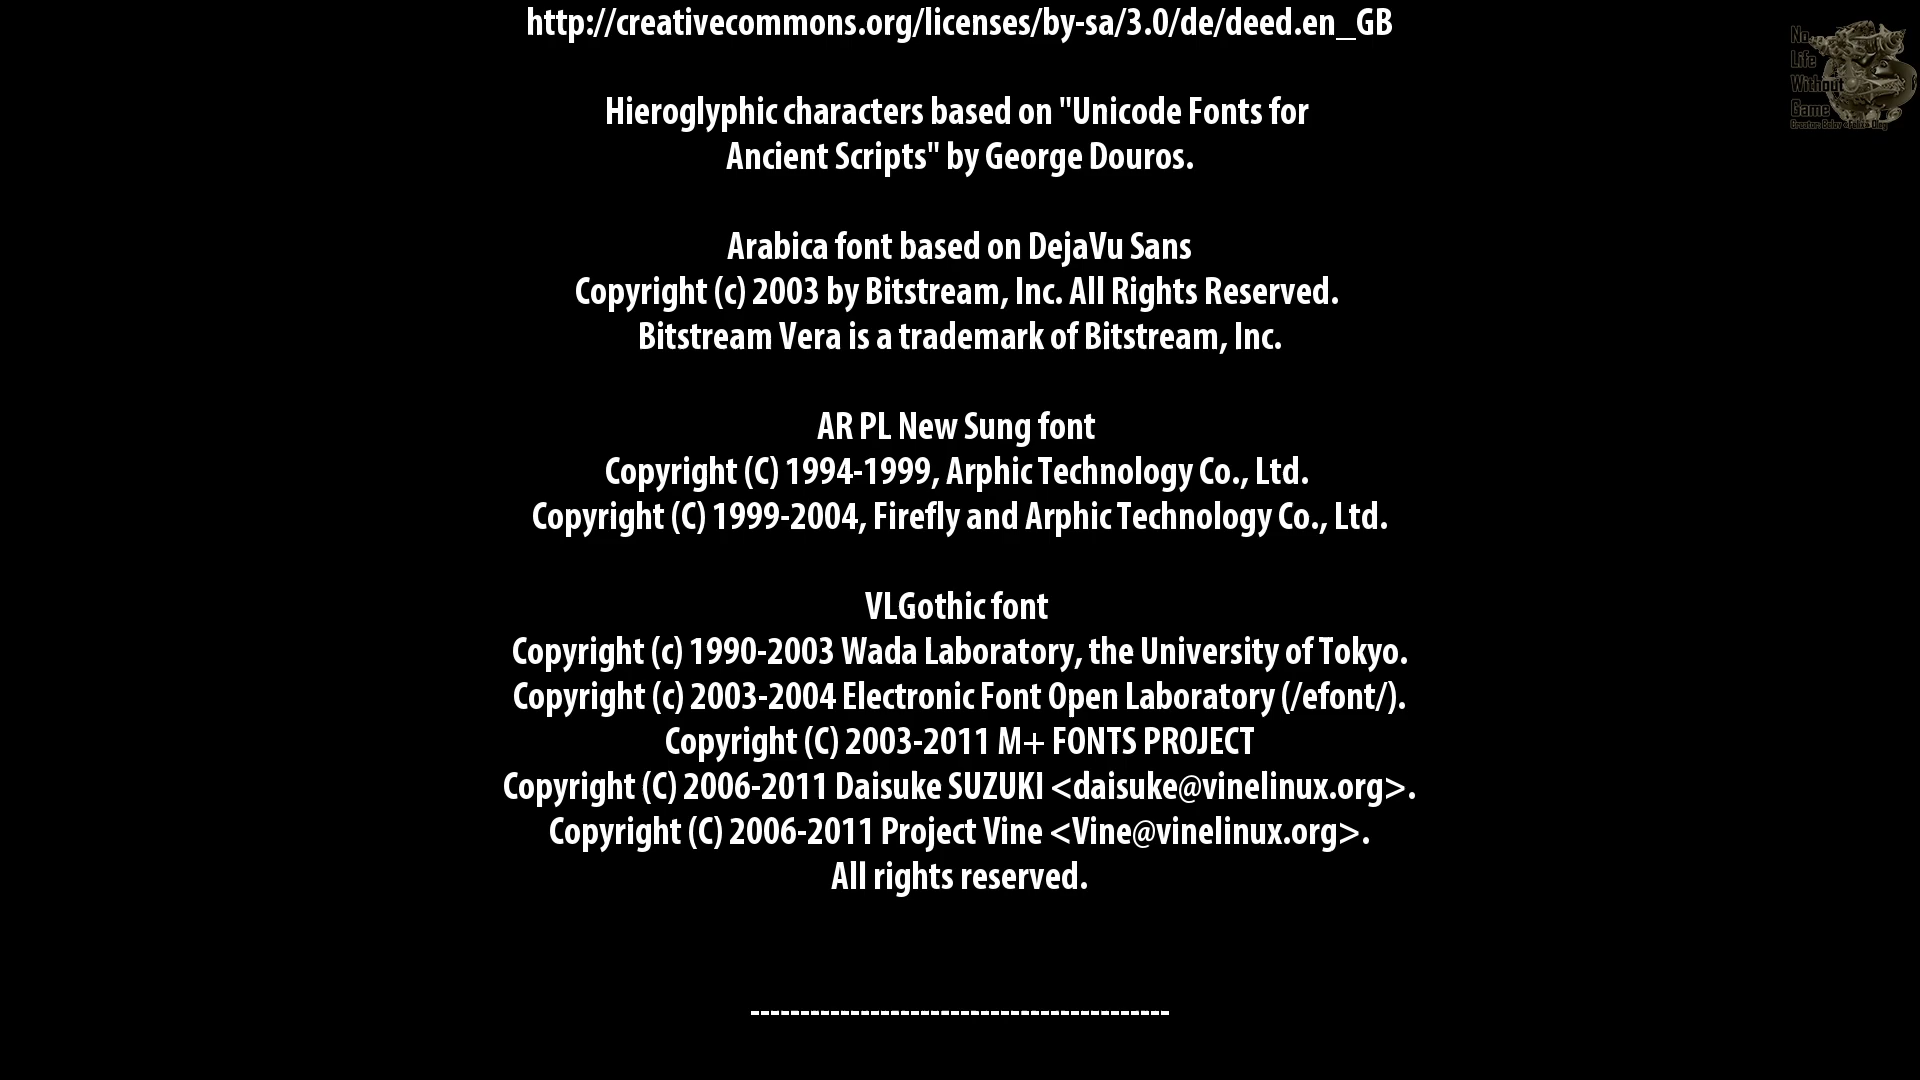 http://creativecommons.org/licenses/by-sa/3.0/de/deed.en_GB
Hieroglyphic characters based on "Unicode Fonts for
Ancient Scripts" by George Douros.
Arabica font based on DejaVu Sans
Copyright (c) 2003 by Bitstream, Inc. All Rights Reserved.
Bitstream Vera is a trademark of Bitstream, Inc.
AR PL New Sung font
Copyright (C) 1994-1999, Arphic Technology Co., Ltd.
Copyright (C) 1999-2004, Firefly and Arphic Technology Co., Ltd.
VLGothic font
Copyright (c) 1990-2003 Wada Laboratory, the University of Tokyo.
Copyright (c) 2003-2004 Electronic Font Open Laboratory (/efont/).
Copyright (C) 2003-2011 M+ FONTS PROJECT
Copyright (C) 2006-2011 Daisuke SUZUKI <daisuke@vinelinux.org>.
Copyright (C) 2006-2011 Project Vine <Vine@vinelinux.org>.
All rights reserved.
------------------------------------------
No
Life
Without
Game